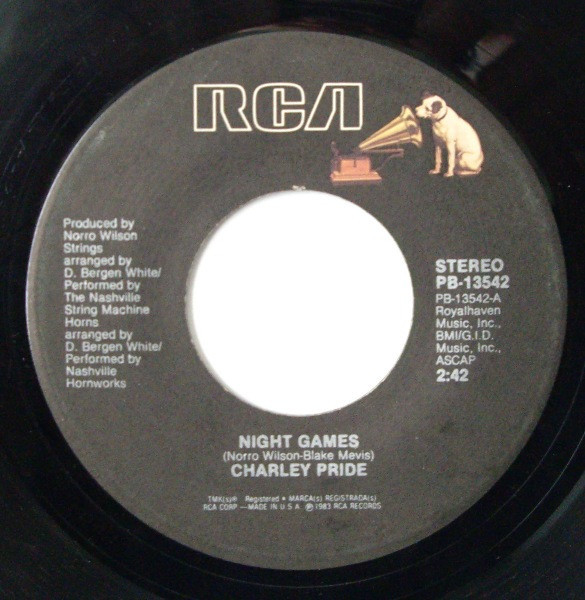 RCA
Produced by
Norro Wilson
Strings
arranged by
D. Bergen White/
Performed by
The Nashville
String Machine
Horns
arranged by
D. Bergen White/
Performed by
Nashville
Hornworks
STEREO
PB-13542
PB-13542-A
Royalhaven
Music, Inc.,
BMI/G.I.D.
Music, Inc.,
ASCAP
2:42
NIGHT GAMES
(Norro Wilson-Blake Mevis)
CHARLEY PRIDE
TMK(s)® Registered • MARCA(s) REGISTRADA(s)
RCA CORP —MADE IN U.S.A. ℗1983 RCA RECORDS